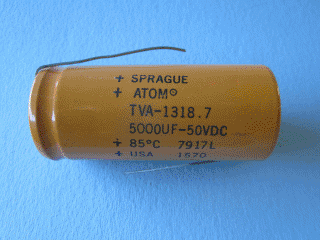 + SPRAGUE
+ ATOM®
TVA-1318.7
5000UF-50VDC
+ 85°C 7917L
+ USA 1570